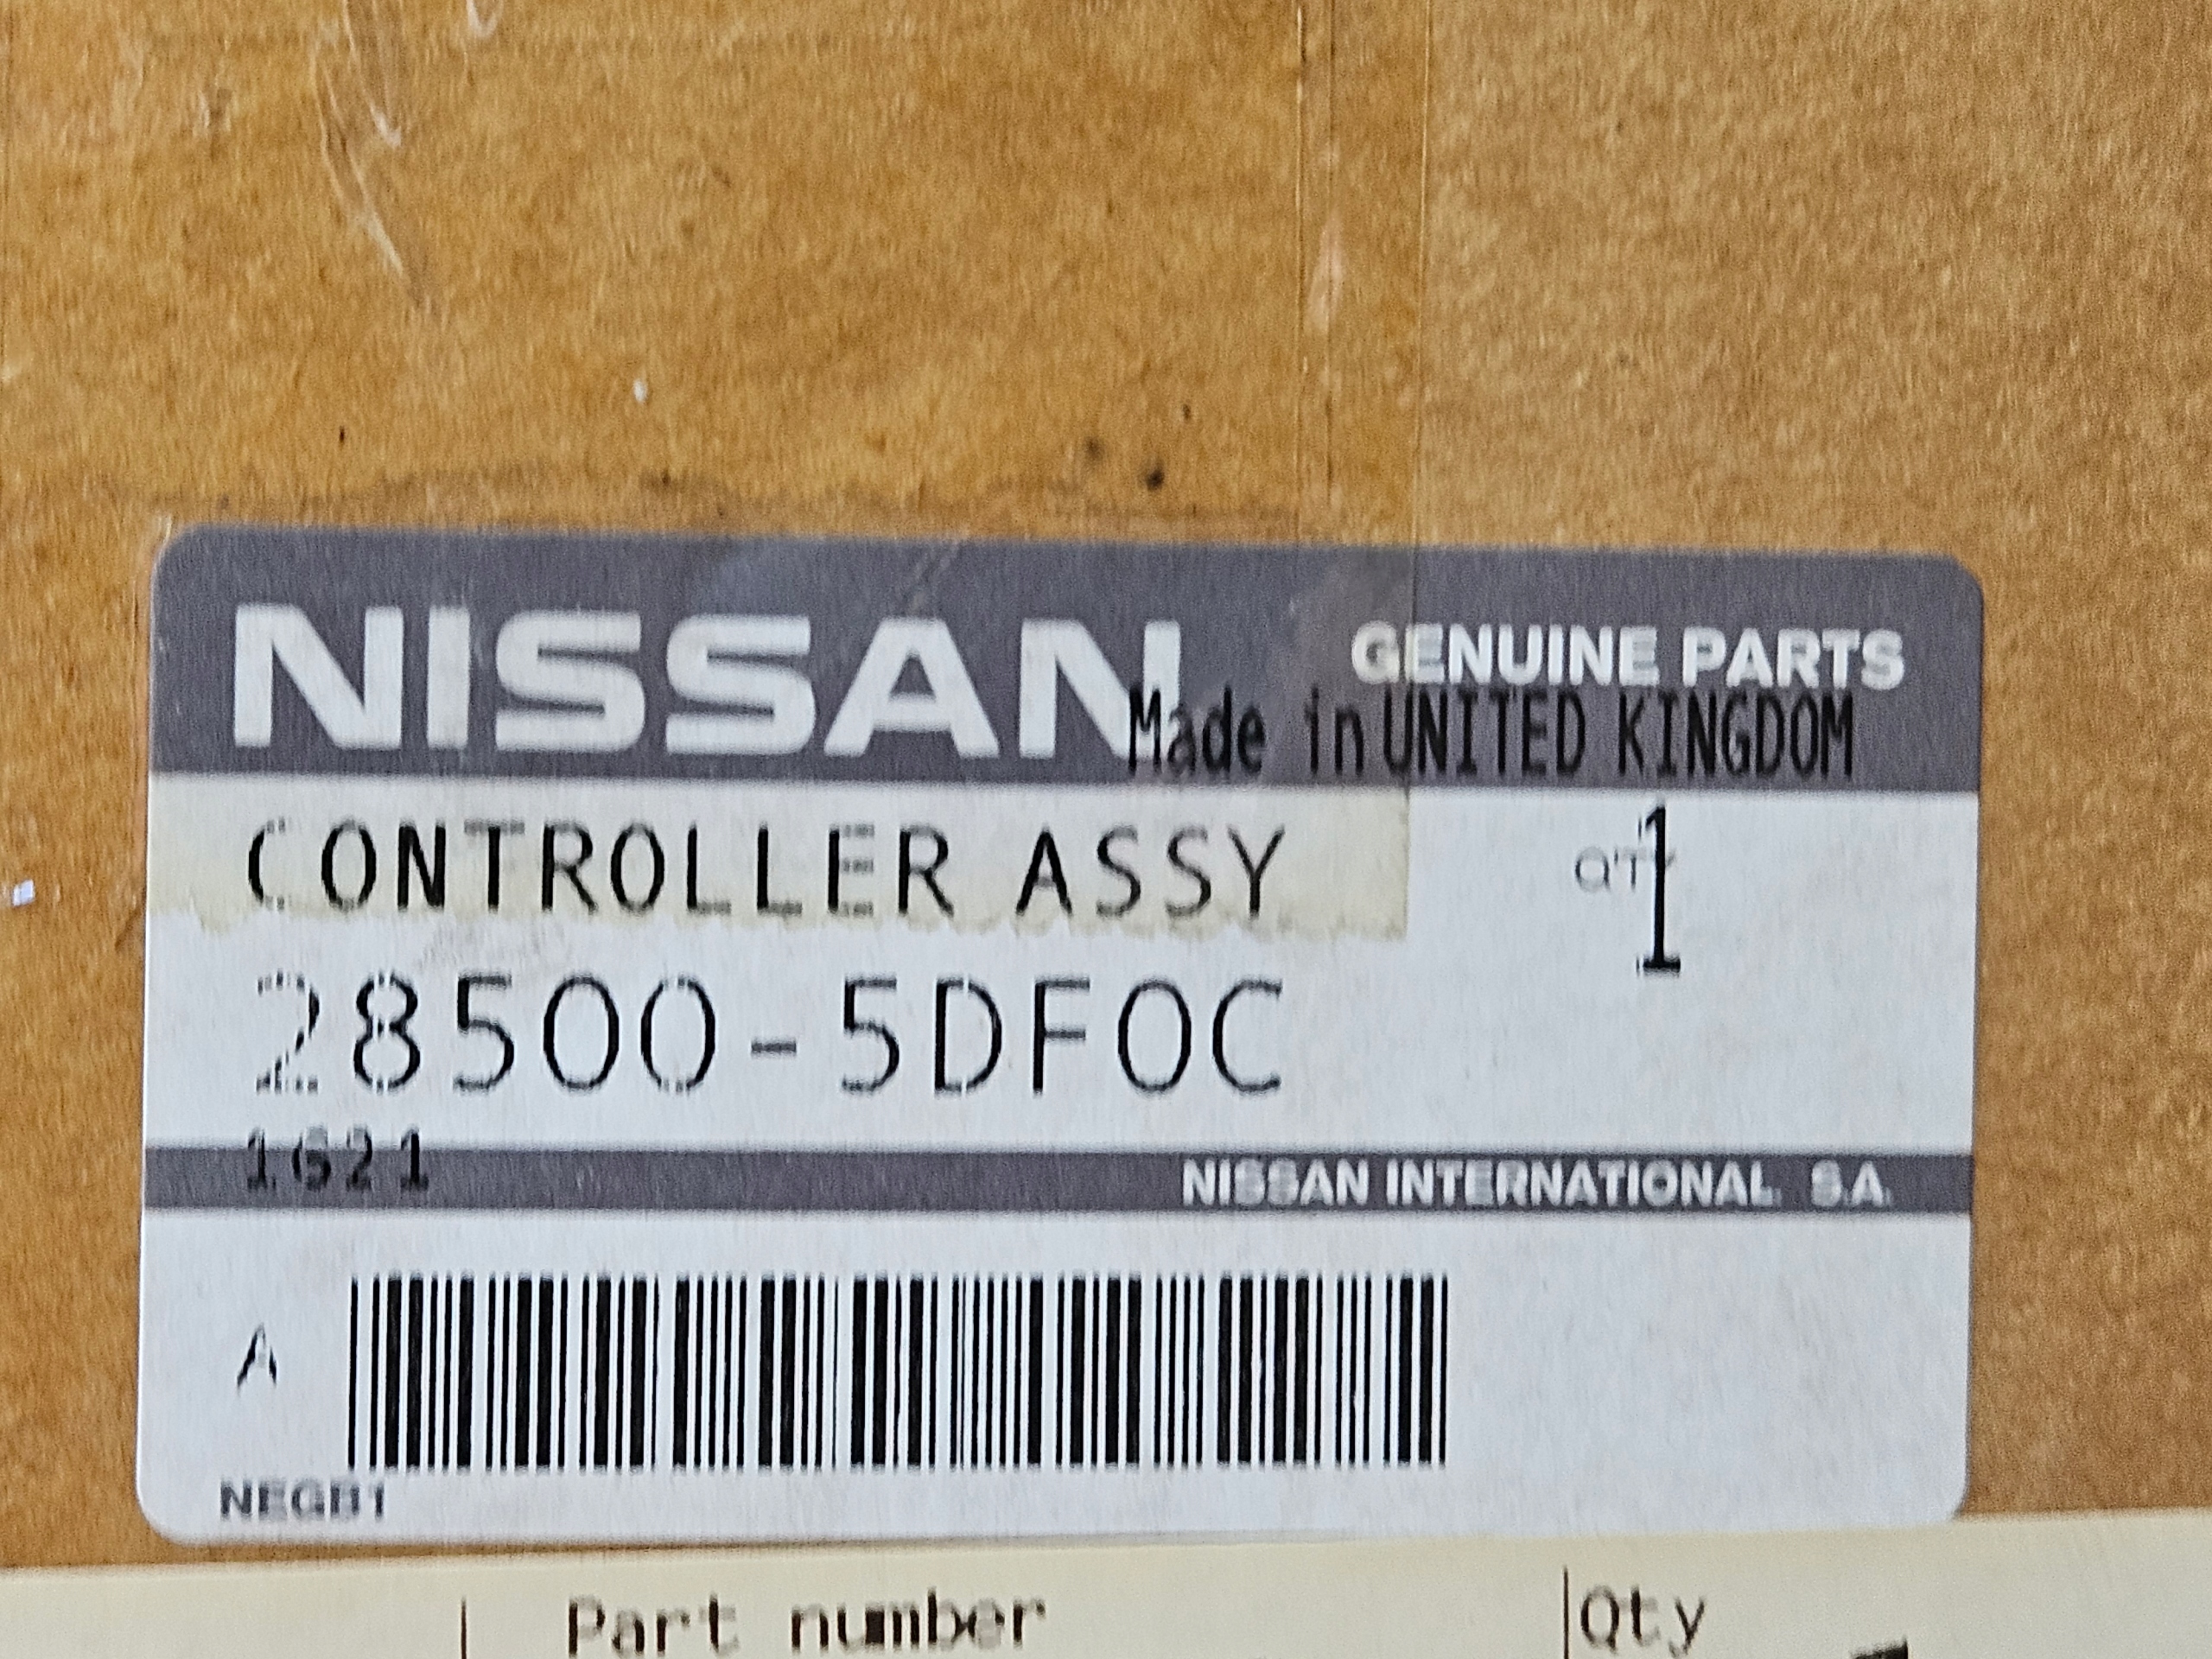 NISSAN GENUINE PARTS
Made in UNITED KINGDOM
CONTROLLER ASSY QTY 1
28500-5DF0C
1621
NISSAN INTERNATIONAL S.A.
A
NEGB1
Part number Qty